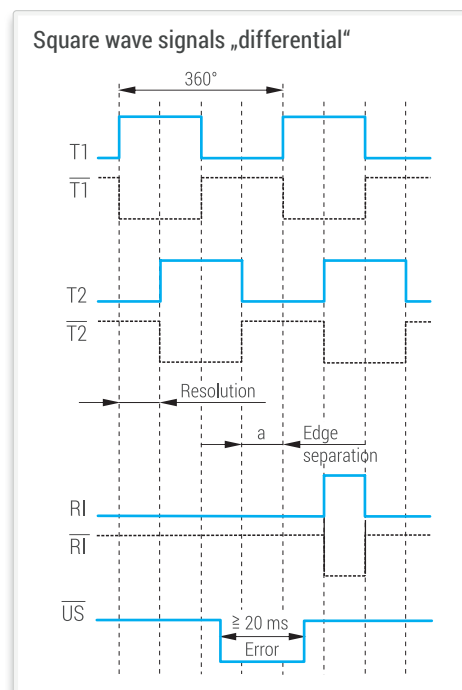 Square wave signals „differential“
360°
T1
T1
T2
T2
Resolution
a
Edge
separation
RI
RI
US
≧ 20 ms
Error